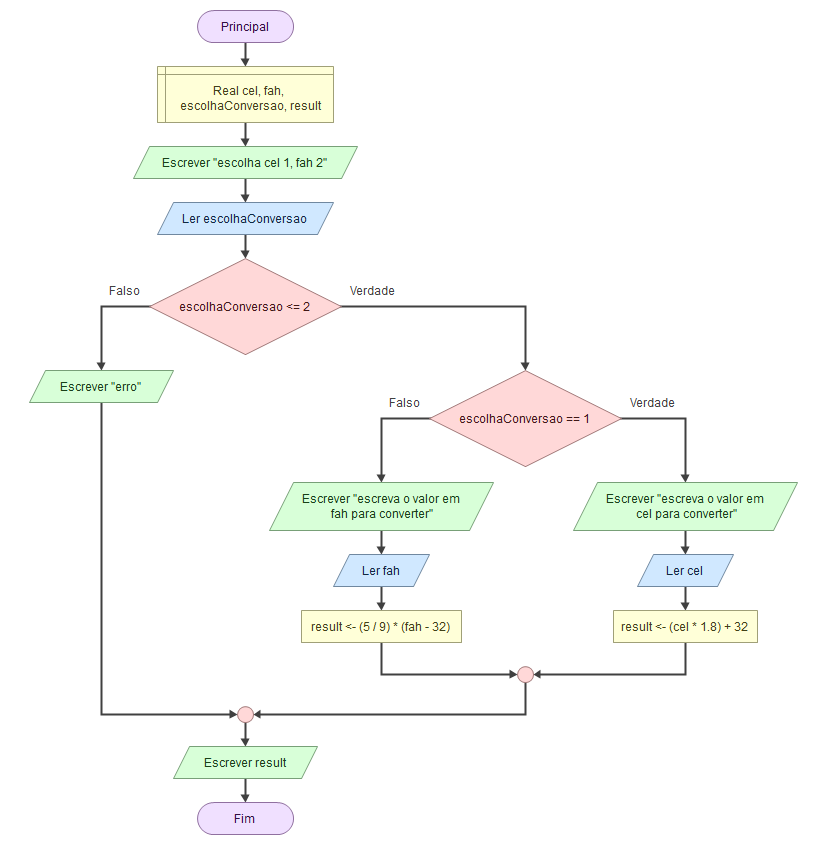 Principal
Real cel, fah,
escolhaConversao, result
Escrever "escolha cel 1, fah 2"
Ler escolhaConversao
Falso
escolhaConversao <= 2
Verdade
Escrever "erro"
Falso
escolhaConversao == 1
Verdade
Escrever "escreva o valor em
fah para converter"
Escrever "escreva o valor em
cel para converter"
Ler fah
Ler cel
result <- (5 / 9) * (fah - 32)
result <- (cel * 1.8) + 32
Escrever result
Fim